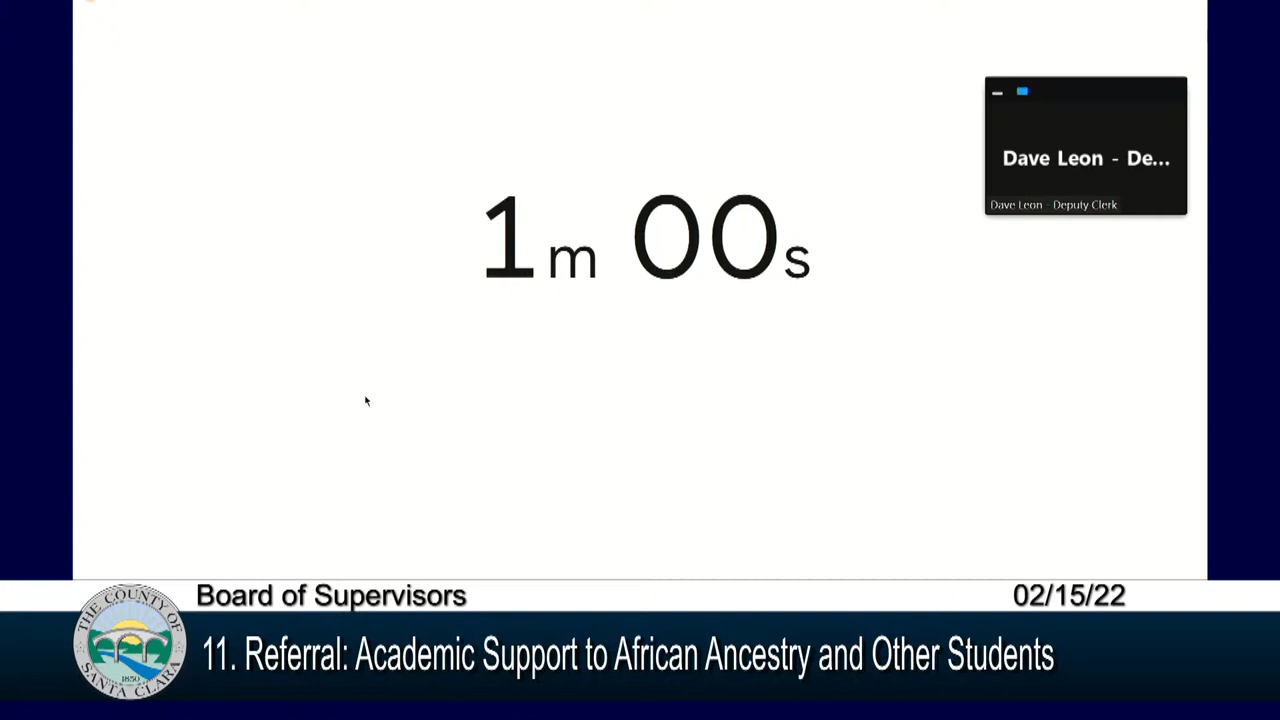 Dave Leon - De...
Dave Leon - Deputy Clerk
1m 00s
Board of Supervisors
02/15/22
THE COUNTY OF
SANTA CLARA
1850
11. Referral: Academic Support to African Ancestry and Other Students